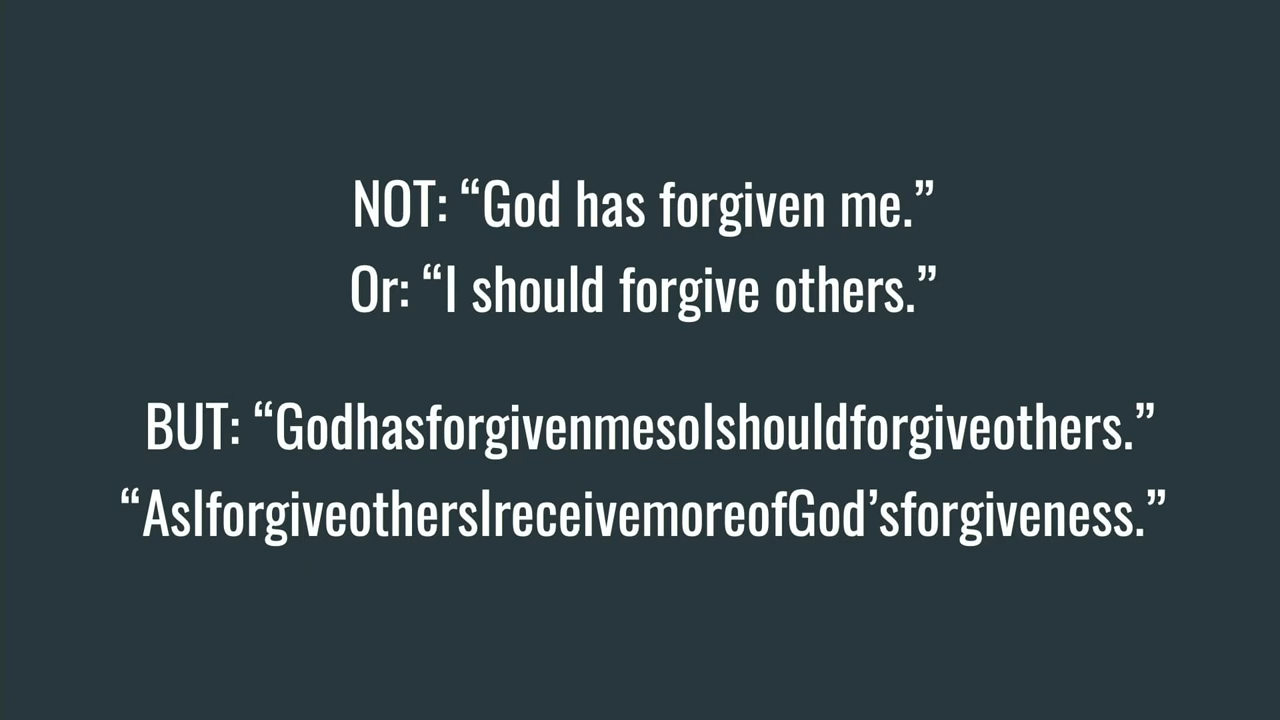 NOT: “God has forgiven me.”
Or: “I should forgive others.”
BUT: “GodhasforgivenmesoIshouldforgiveothers.”
“AsIforgiveothersIreceivemoreofGod’sforgiveness.”